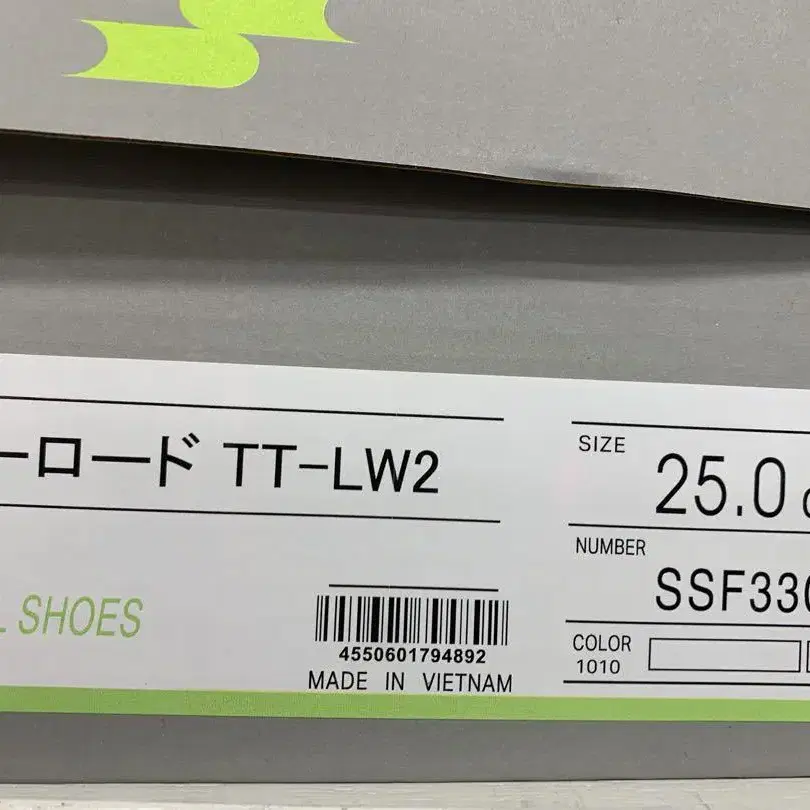 ーロード TT-LW2
SHOES
4550601794892
MADE IN VIETNAM
SIZE
25.0
NUMBER
SSF330
COLOR
1010